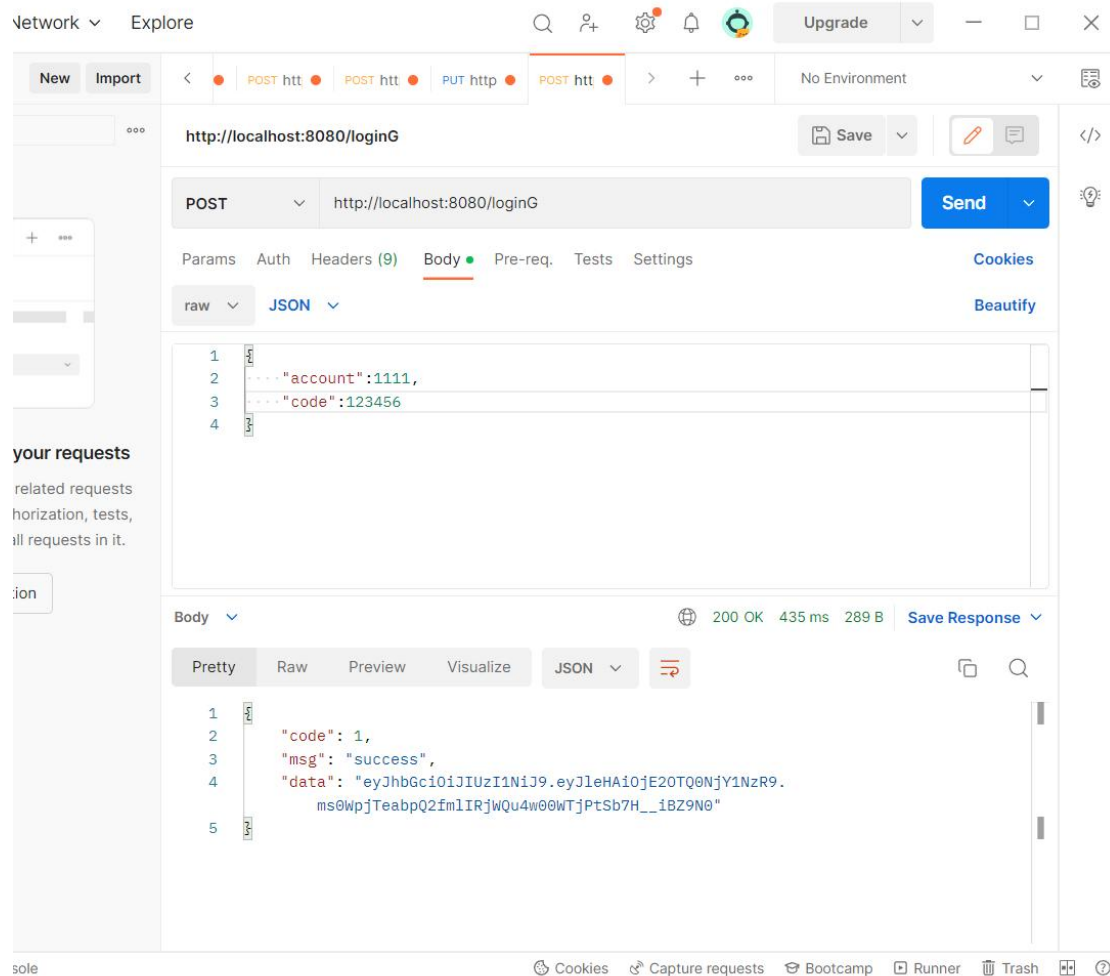 Network Explore Upgrade
New Import POST htt POST htt PUT http POST htt No Environment
http://localhost:8080/loginG Save
POST http://localhost:8080/loginG Send
Params Auth Headers (9) Body Pre-req. Tests Settings Cookies
raw JSON Beautify
1 {
2 "account":1111,
3 "code":123456
4 }
your requests
related requests
horization, tests,
all requests in it.
tion
Body 200 OK 435 ms 289 B Save Response
Pretty Raw Preview Visualize JSON
1 {
2 "code": 1,
3 "msg": "success",
4 "data": "eyJhbGciOiJIUzI1NiJ9.eyJleHAiOjE2OTQ0NjY1NzR9.
ms0WpjTeabpQ2fmlIRjWQu4w00WTjPtSb7H__iBZ9N0"
5 }
sole Cookies Capture requests Bootcamp Runner Trash